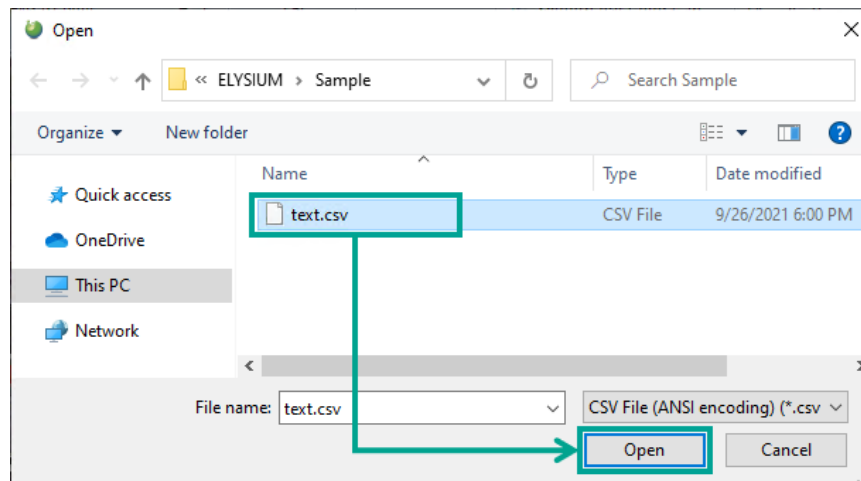 Open
« ELYSIUM > Sample
Search Sample
Organize New folder
Name Type Date modified
Quick access
text.csv CSV File 9/26/2021 6:00 PM
OneDrive
This PC
Network
File name: text.csv CSV File (ANSI encoding) (*.csv
Open Cancel